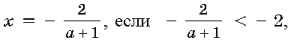 x = − 2/(a + 1), если − 2/(a + 1) < − 2,